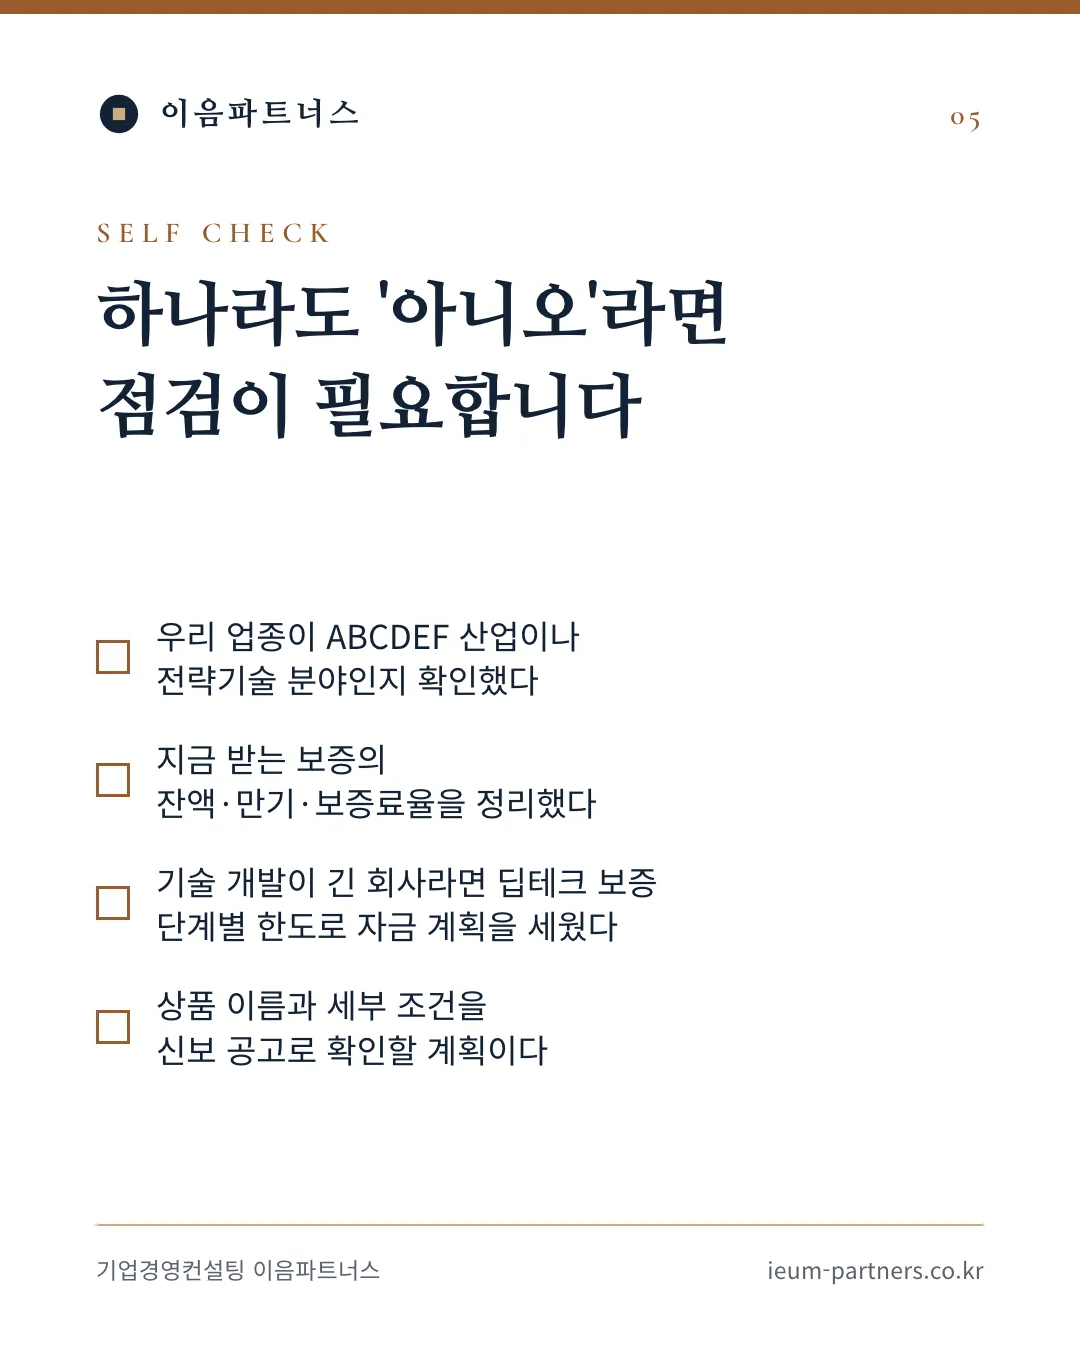 이음파트너스
05
SELF CHECK
하나라도 '아니오'라면
점검이 필요합니다
우리 업종이 ABCDEF 산업이나
전략기술 분야인지 확인했다
지금 받는 보증의
잔액·만기·보증료율을 정리했다
기술 개발이 긴 회사라면 딥테크 보증
단계별 한도로 자금 계획을 세웠다
상품 이름과 세부 조건을
신보 공고로 확인할 계획이다
기업경영컨설팅 이음파트너스
ieum-partners.co.kr